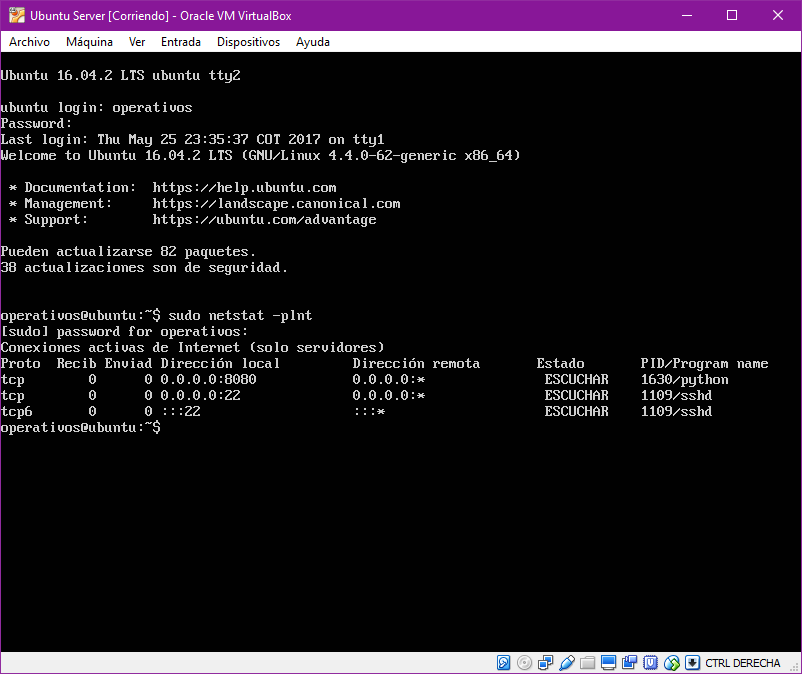 Ubuntu Server [Corriendo] - Oracle VM VirtualBox
Archivo Máquina Ver Entrada Dispositivos Ayuda
Ubuntu 16.04.2 LTS ubuntu tty2
ubuntu login: operativos
Password:
Last login: Thu May 25 23:35:37 COT 2017 on tty1
Welcome to Ubuntu 16.04.2 LTS (GNU/Linux 4.4.0-62-generic x86_64)
* Documentation: https://help.ubuntu.com
* Management: https://landscape.canonical.com
* Support: https://ubuntu.com/advantage
Pueden actualizarse 82 paquetes.
38 actualizaciones son de seguridad.
operativos@ubuntu:~$ sudo netstat -plnt
[sudo] password for operativos:
Conexiones activas de Internet (solo servidores)
Proto Recib Enviad Dirección local Dirección remota Estado PID/Program name
tcp 0 0 0.0.0.0:8080 0.0.0.0:* ESCUCHAR 1630/python
tcp 0 0 0.0.0.0:22 0.0.0.0:* ESCUCHAR 1109/sshd
tcp6 0 0 :::22 :::* ESCUCHAR 1109/sshd
operativos@ubuntu:~$
CTRL DERECHA